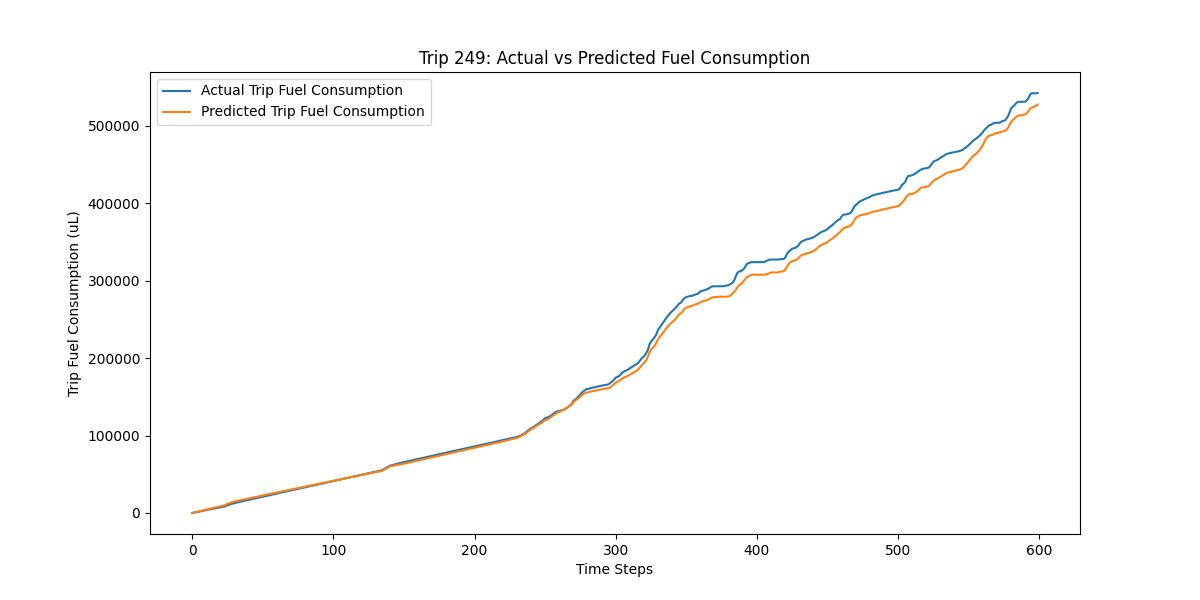 Trip 249: Actual vs Predicted Fuel Consumption
Actual Trip Fuel Consumption
Predicted Trip Fuel Consumption
Trip Fuel Consumption (uL)
500000
400000
300000
200000
100000
0
0 100 200 300 400 500 600
Time Steps